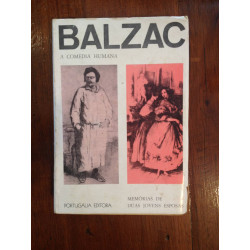 BALZAC
A COMÉDIA HUMANA
PORTUGÁLIA EDITORA
MEMÓRIAS DE
DUAS JOVENS ESPOSAS